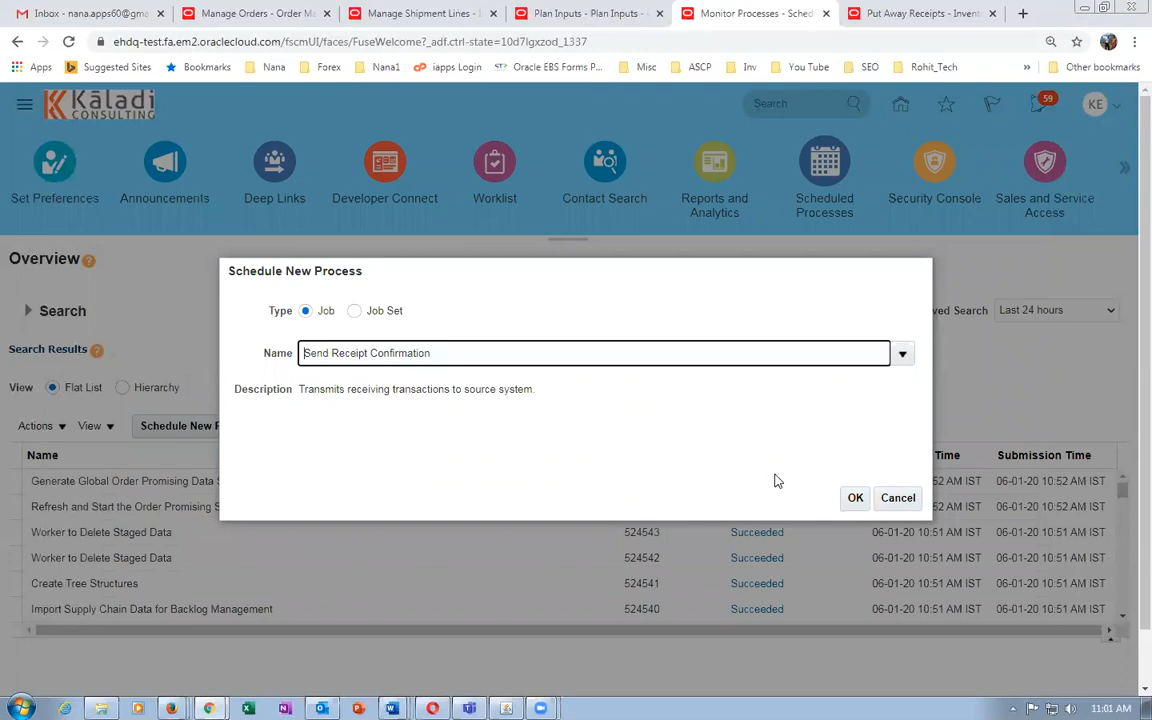 Inbox - nana.apps60@gma
Manage Orders - Order M
Manage Shipment Lines - I
Plan Inputs - Plan Inputs -
Monitor Processes - Sched
Put Away Receipts - Invent
ehdq-test.fa.em2.oraclecloud.com/fscmUI/faces/FuseWelcome?_adf.ctrl-state=10d7lgxzod_1337
Apps
Suggested Sites
Bookmarks
Nana
Forex
Nana1
iapps Login
Oracle EBS Forms P...
Misc
ASCP
Inv
You Tube
SEO
Rohit_Tech
»
Other bookmarks
Kāladi
CONSULTING
Search
59
KE
Set Preferences
Announcements
Deep Links
Developer Connect
Worklist
Contact Search
Reports and
Analytics
Scheduled
Processes
Security Console
Sales and Service
Access
Overview
Search
ved Search
Last 24 hours
Search Results
View
Flat List
Hierarchy
Actions
View
Schedule New P
Name
Time
Submission Time
Generate Global Order Promising Data S
AM IST
06-01-20 10:52 AM IST
Refresh and Start the Order Promising S
AM IST
06-01-20 10:52 AM IST
Worker to Delete Staged Data
524543
Succeeded
06-01-20 10:51 AM IST
06-01-20 10:51 AM IST
Worker to Delete Staged Data
524542
Succeeded
06-01-20 10:51 AM IST
06-01-20 10:51 AM IST
Create Tree Structures
524541
Succeeded
06-01-20 10:51 AM IST
06-01-20 10:51 AM IST
Import Supply Chain Data for Backlog Management
524540
Succeeded
06-01-20 10:51 AM IST
06-01-20 10:51 AM IST
Schedule New Process
Type
Job
Job Set
Name
Send Receipt Confirmation
Description
Transmits receiving transactions to source system.
OK
Cancel
11:01 AM